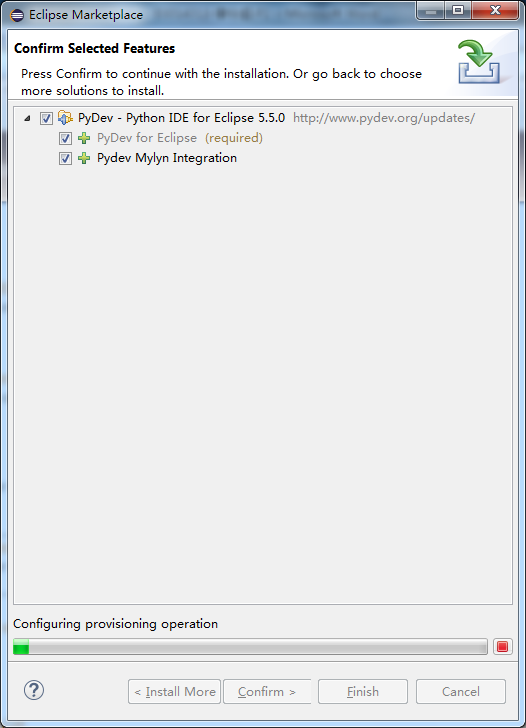 Eclipse Marketplace
Confirm Selected Features
Press Confirm to continue with the installation. Or go back to choose
more solutions to install.
PyDev - Python IDE for Eclipse 5.5.0 http://www.pydev.org/updates/
PyDev for Eclipse (required)
Pydev Mylyn Integration
Configuring provisioning operation
?
< Install More Confirm > Finish Cancel